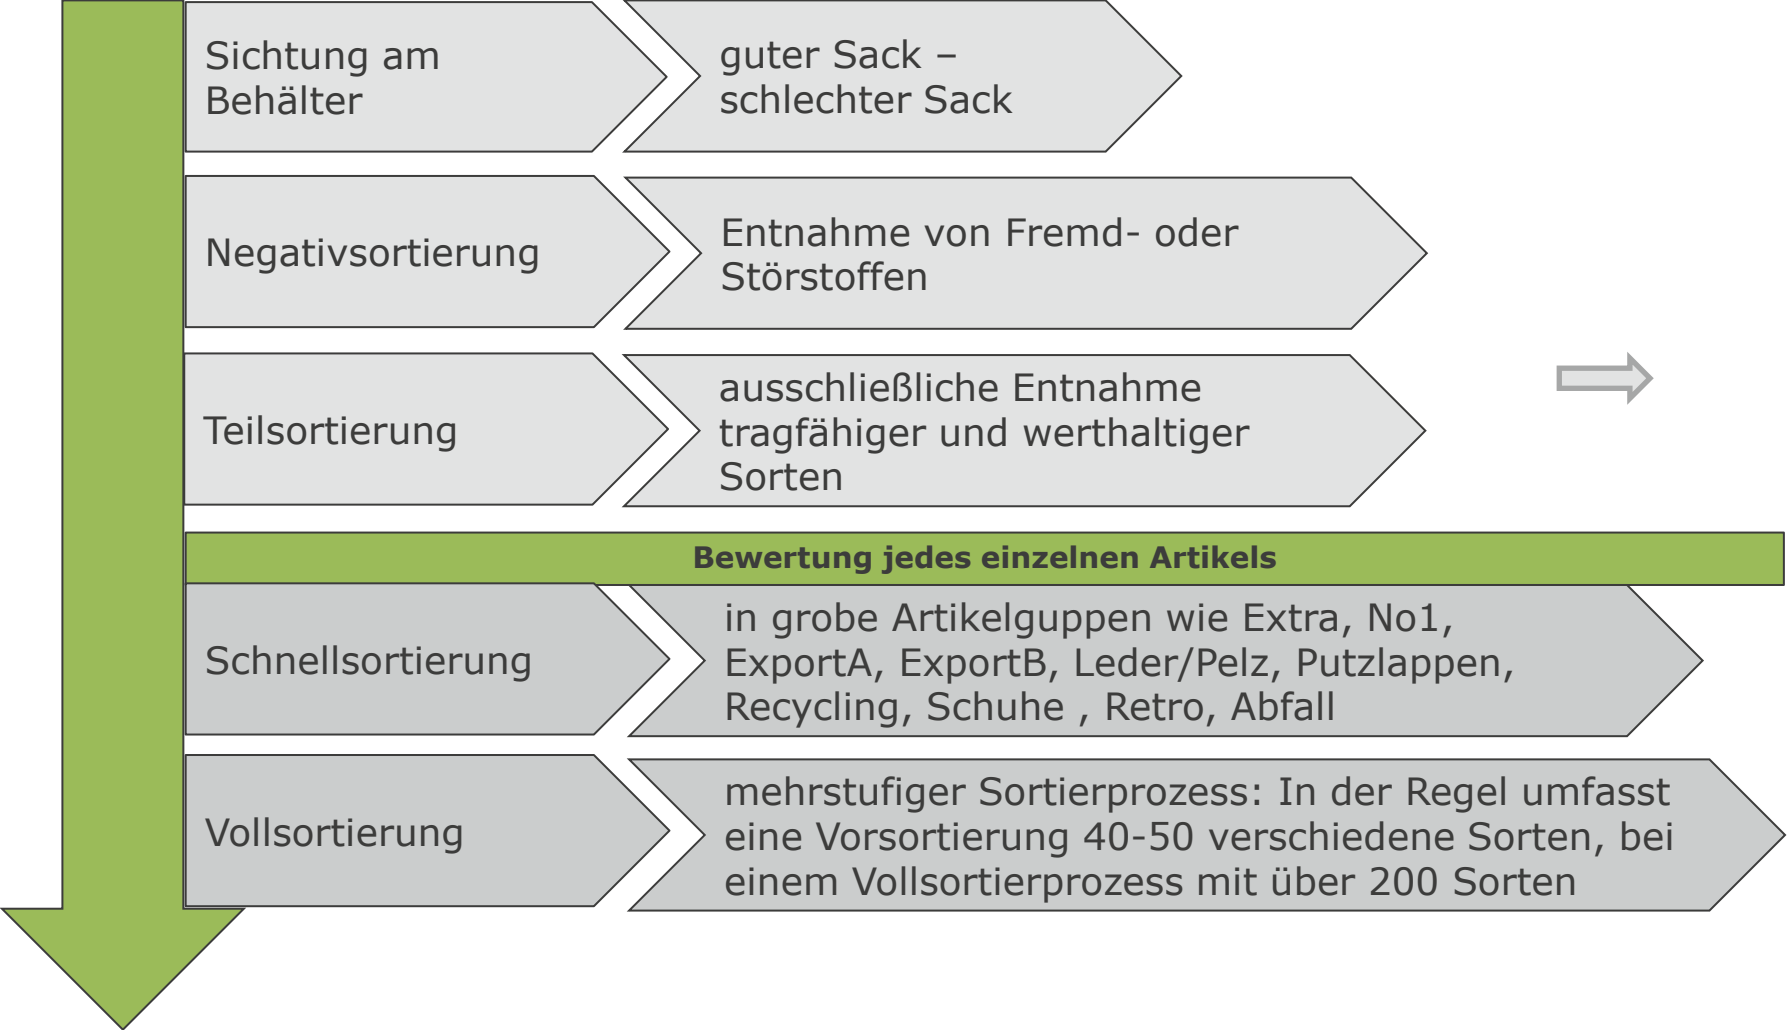 Sichtung am
Behälter
guter Sack –
schlechter Sack
Negativsortierung
Entnahme von Fremd- oder
Störstoffen
Teilsortierung
ausschließliche Entnahme
tragfähiger und werthaltiger
Sorten
Bewertung jedes einzelnen Artikels
Schnellsortierung
in grobe Artikelguppen wie Extra, No1,
ExportA, ExportB, Leder/Pelz, Putzlappen,
Recycling, Schuhe , Retro, Abfall
Vollsortierung
mehrstufiger Sortierprozess: In der Regel umfasst
eine Vorsortierung 40-50 verschiedene Sorten, bei
einem Vollsortierprozess mit über 200 Sorten